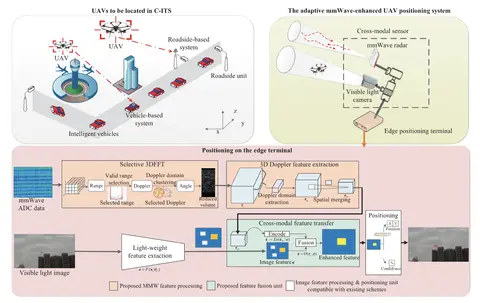 UAVs to be located in C-ITS
The adaptive mmWave-enhanced UAV positioning system
UAV
UAV
Roadside-based
system
Roadside unit
Vehicle-based
system
Intelligent vehicles
z
y
x
Cross-modal sensor
mmWave radar
Visible light
camera
Edge positioning terminal
Positioning on the edge terminal
Selective 3DFFT
Valid range
selection
Doppler domain
clustering
Range
Doppler
Angle
Selected range
Selected Doppler
Reduced
volume
mmWave
ADC data
3D Doppler feature extraction
Doppler domain
extraction
Spatial merging
Cross-modal feature transfer
Encode
Fusion
Image features
Enhanced feature
Positioning
Position
Confidence
Visible light image
Light-weight
feature exraction
Proposed MMW feature processing
Proposed feature fusion unit
Image feature processing & positioning unit
compatible with existing schemes